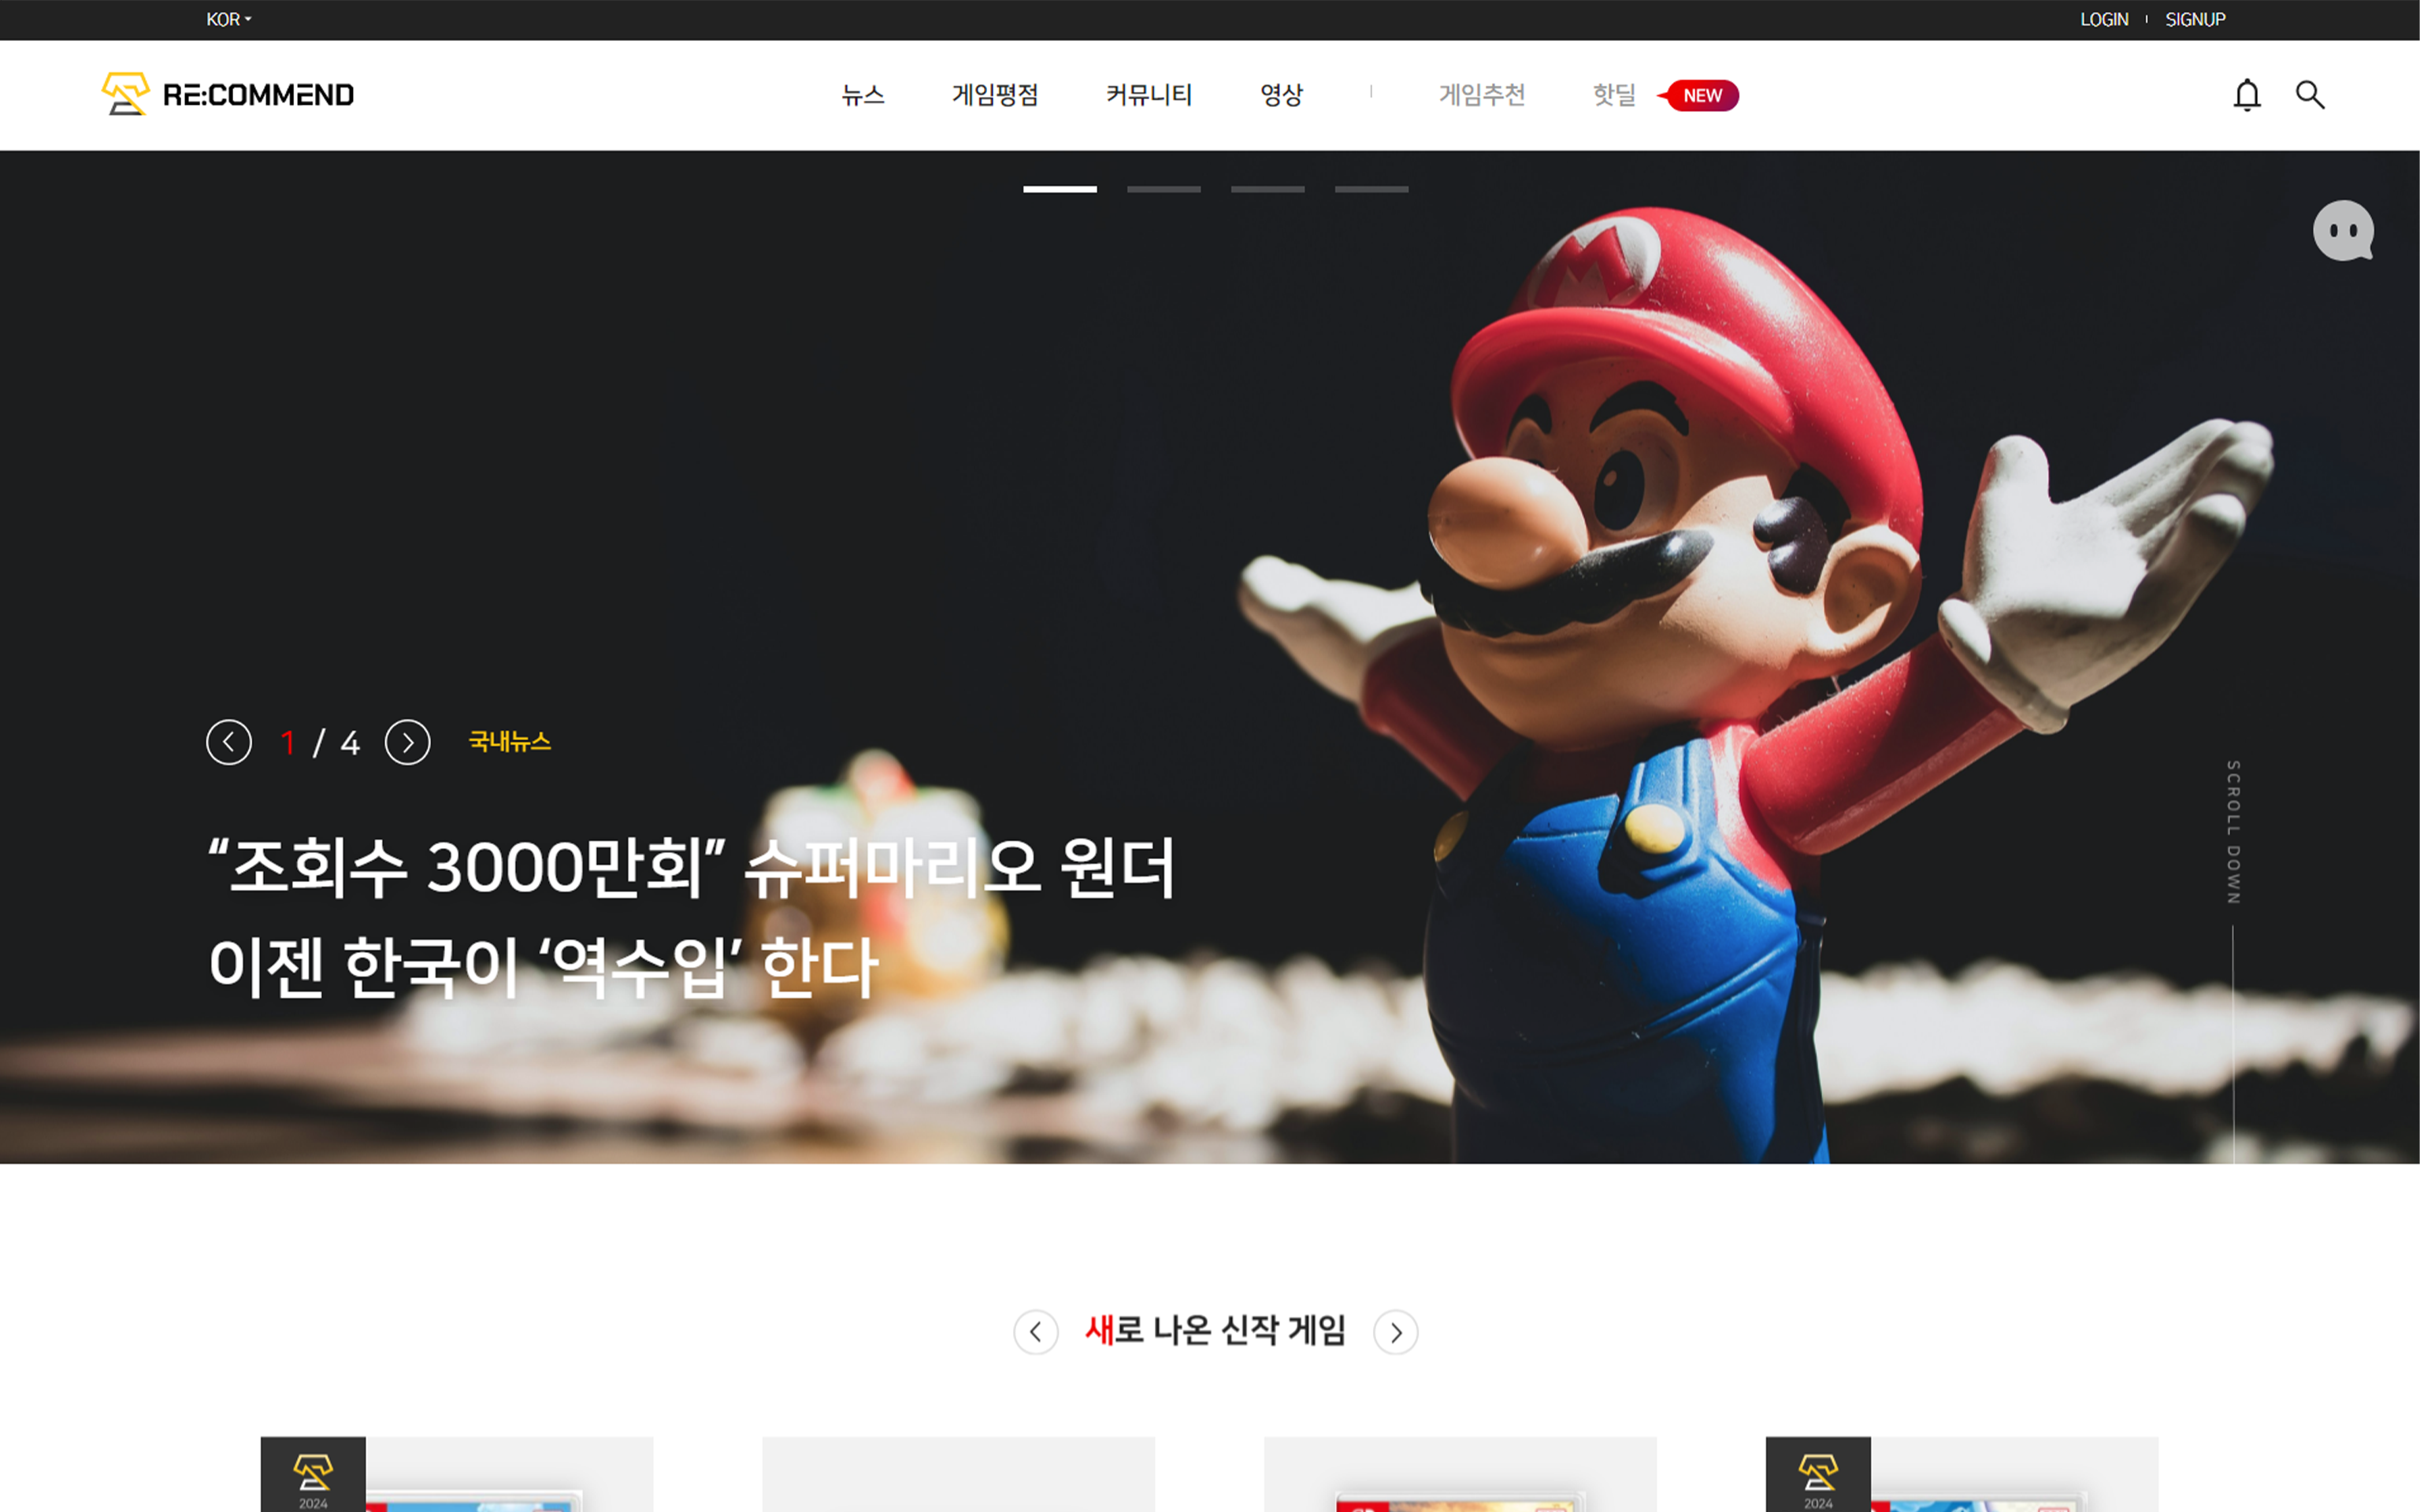 KOR
LOGIN
SIGNUP
RE:COMMEND
뉴스
게임평점
커뮤니티
영상
게임추천
핫딜
NEW
M
1 / 4
국내뉴스
“조회수 3000만회” 슈퍼마리오 원더
이젠 한국이 ‘역수입’ 한다
SCROLL DOWN
새로 나온 신작 게임
2024
2024